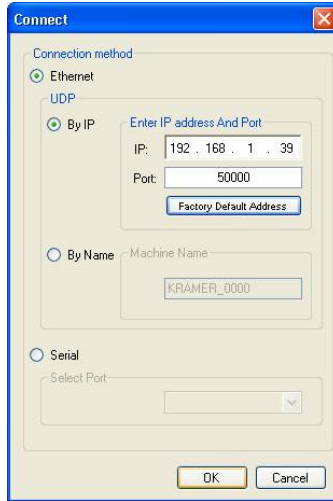 Connect
Connection method
Ethernet
UDP
By IP
Enter IP address And Port
IP: 192 . 168 . 1 . 39
Port: 50000
Factory Default Address
By Name
Machine Name
KRAMER_0000
Serial
Select Port
OK Cancel